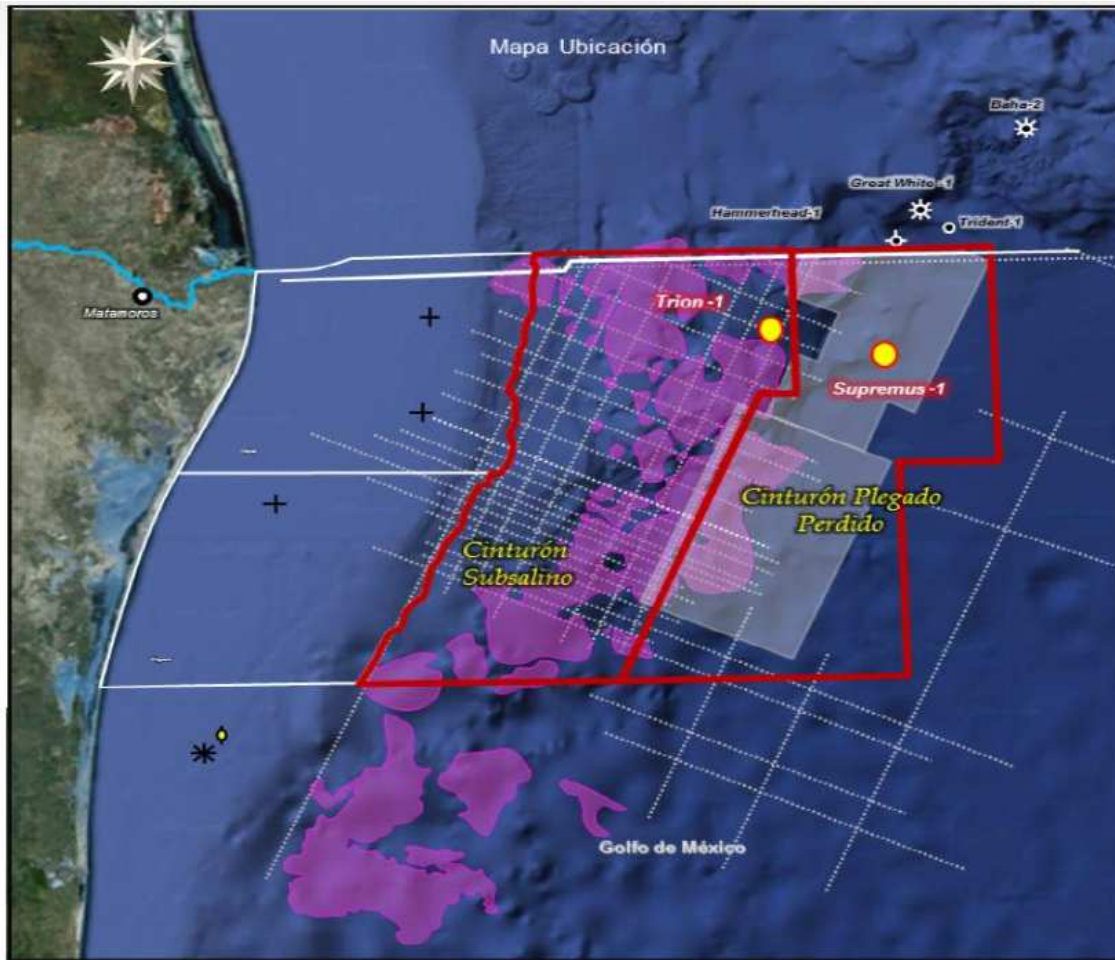 Mapa Ubicación
Baha-2
Great White -1
Hammerhead-1
Trident-1
Matamoros
Trion -1
Supremus -1
Cinturón Plegado
Perdido
Cinturón
Subsalino
Golfo de México